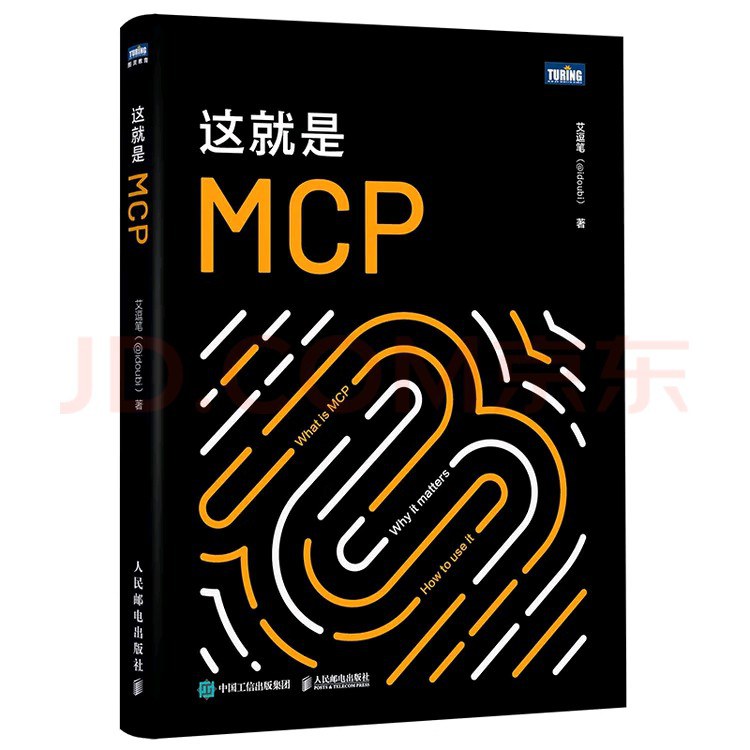 TURING
图灵教育
这就是
MCP
艾逗笔（@idoubi）
著
人民邮电出版社
TURING
艾逗笔（@idoubi） 著
这就是
MCP
What is MCP
Why it matters
How to use it
中国工信出版集团
人民邮电出版社
POSTS & TELECOM PRESS
JD.COM京东